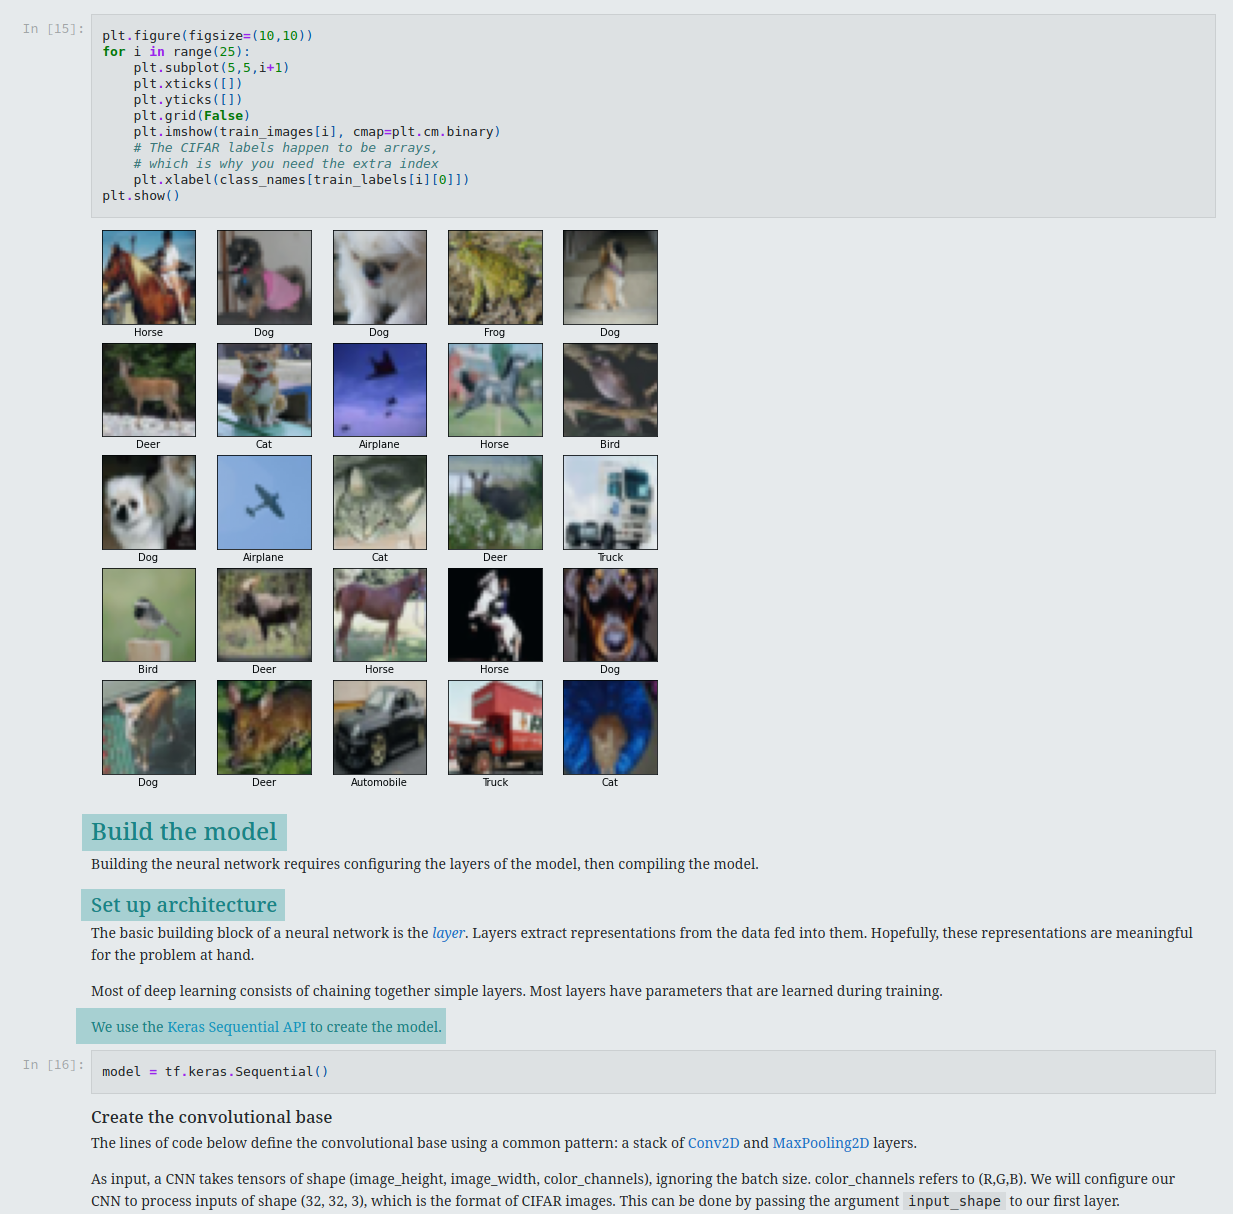 In [15]:
plt.figure(figsize=(10,10))
for i in range(25):
    plt.subplot(5,5,i+1)
    plt.xticks([])
    plt.yticks([])
    plt.grid(False)
    plt.imshow(train_images[i], cmap=plt.cm.binary)
    # The CIFAR labels happen to be arrays,
    # which is why you need the extra index
    plt.xlabel(class_names[train_labels[i][0]])
plt.show()
Horse Dog Dog Frog Dog
Deer Cat Airplane Horse Bird
Dog Airplane Cat Deer Truck
Bird Deer Horse Horse Dog
Dog Deer Automobile Truck Cat
Build the model
Building the neural network requires configuring the layers of the model, then compiling the model.
Set up architecture
The basic building block of a neural network is the layer. Layers extract representations from the data fed into them. Hopefully, these representations are meaningful
for the problem at hand.
Most of deep learning consists of chaining together simple layers. Most layers have parameters that are learned during training.
We use the Keras Sequential API to create the model.
In [16]:
model = tf.keras.Sequential()
Create the convolutional base
The lines of code below define the convolutional base using a common pattern: a stack of Conv2D and MaxPooling2D layers.
As input, a CNN takes tensors of shape (image_height, image_width, color_channels), ignoring the batch size. color_channels refers to (R,G,B). We will configure our
CNN to process inputs of shape (32, 32, 3), which is the format of CIFAR images. This can be done by passing the argument input_shape to our first layer.